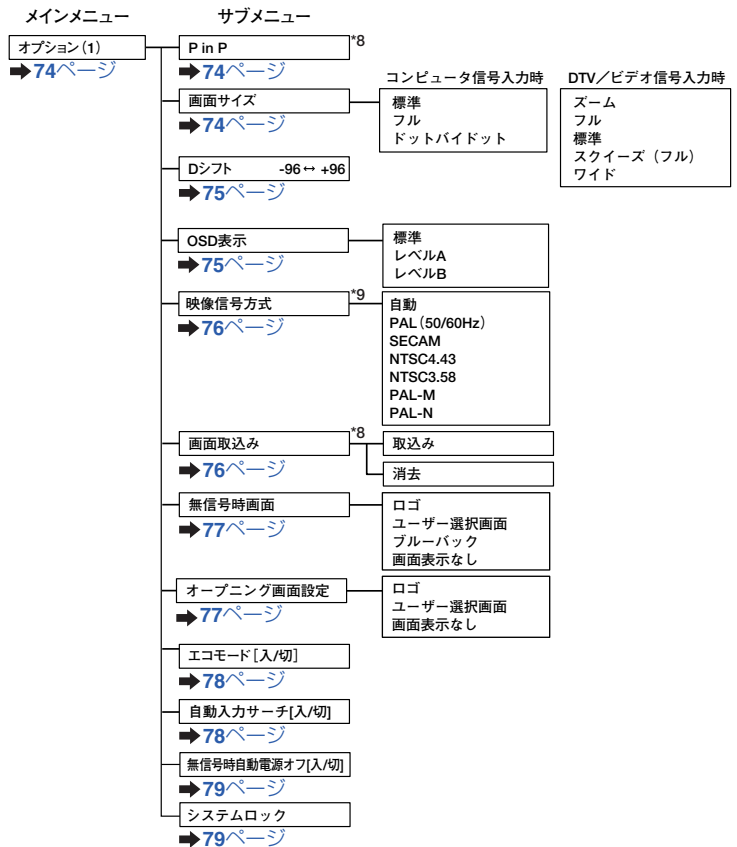 メインメニュー
サブメニュー
オプション(1)
➡74ページ
P in P
*8
➡74ページ
画面サイズ
➡74ページ
コンピュータ信号入力時
標準
フル
ドットバイドット
DTV／ビデオ信号入力時
ズーム
フル
標準
スクイーズ（フル）
ワイド
Dシフト -96↔ +96
➡75ページ
OSD表示
➡75ページ
標準
レベルA
レベルB
映像信号方式
*9
➡76ページ
自動
PAL(50/60Hz)
SECAM
NTSC4.43
NTSC3.58
PAL-M
PAL-N
画面取込み
*8
➡76ページ
取込み
消去
無信号時画面
➡77ページ
ロゴ
ユーザー選択画面
ブルーバック
画面表示なし
オープニング画面設定
➡77ページ
ロゴ
ユーザー選択画面
画面表示なし
エコモード[入/切]
➡78ページ
自動入力サーチ[入/切]
➡78ページ
無信号時自動電源オフ[入/切]
➡79ページ
システムロック
➡79ページ